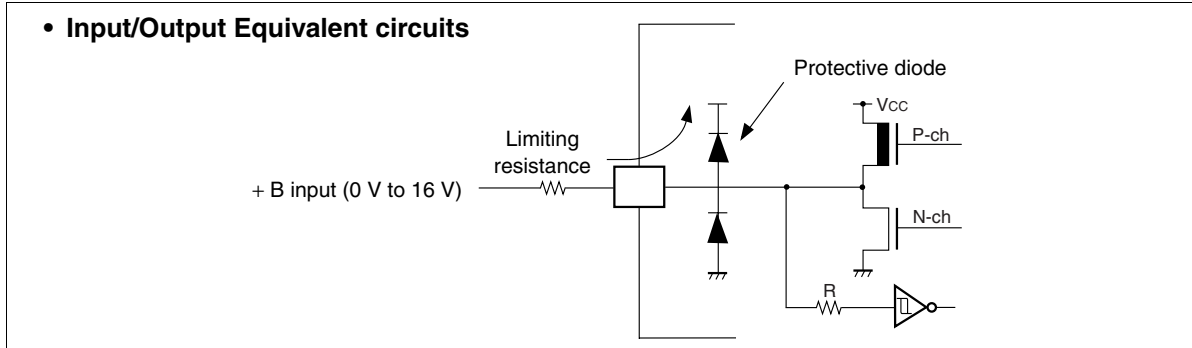 • Input/Output Equivalent circuits
Protective diode
Vcc
P-ch
Limiting
resistance
+ B input (0 V to 16 V)
N-ch
R